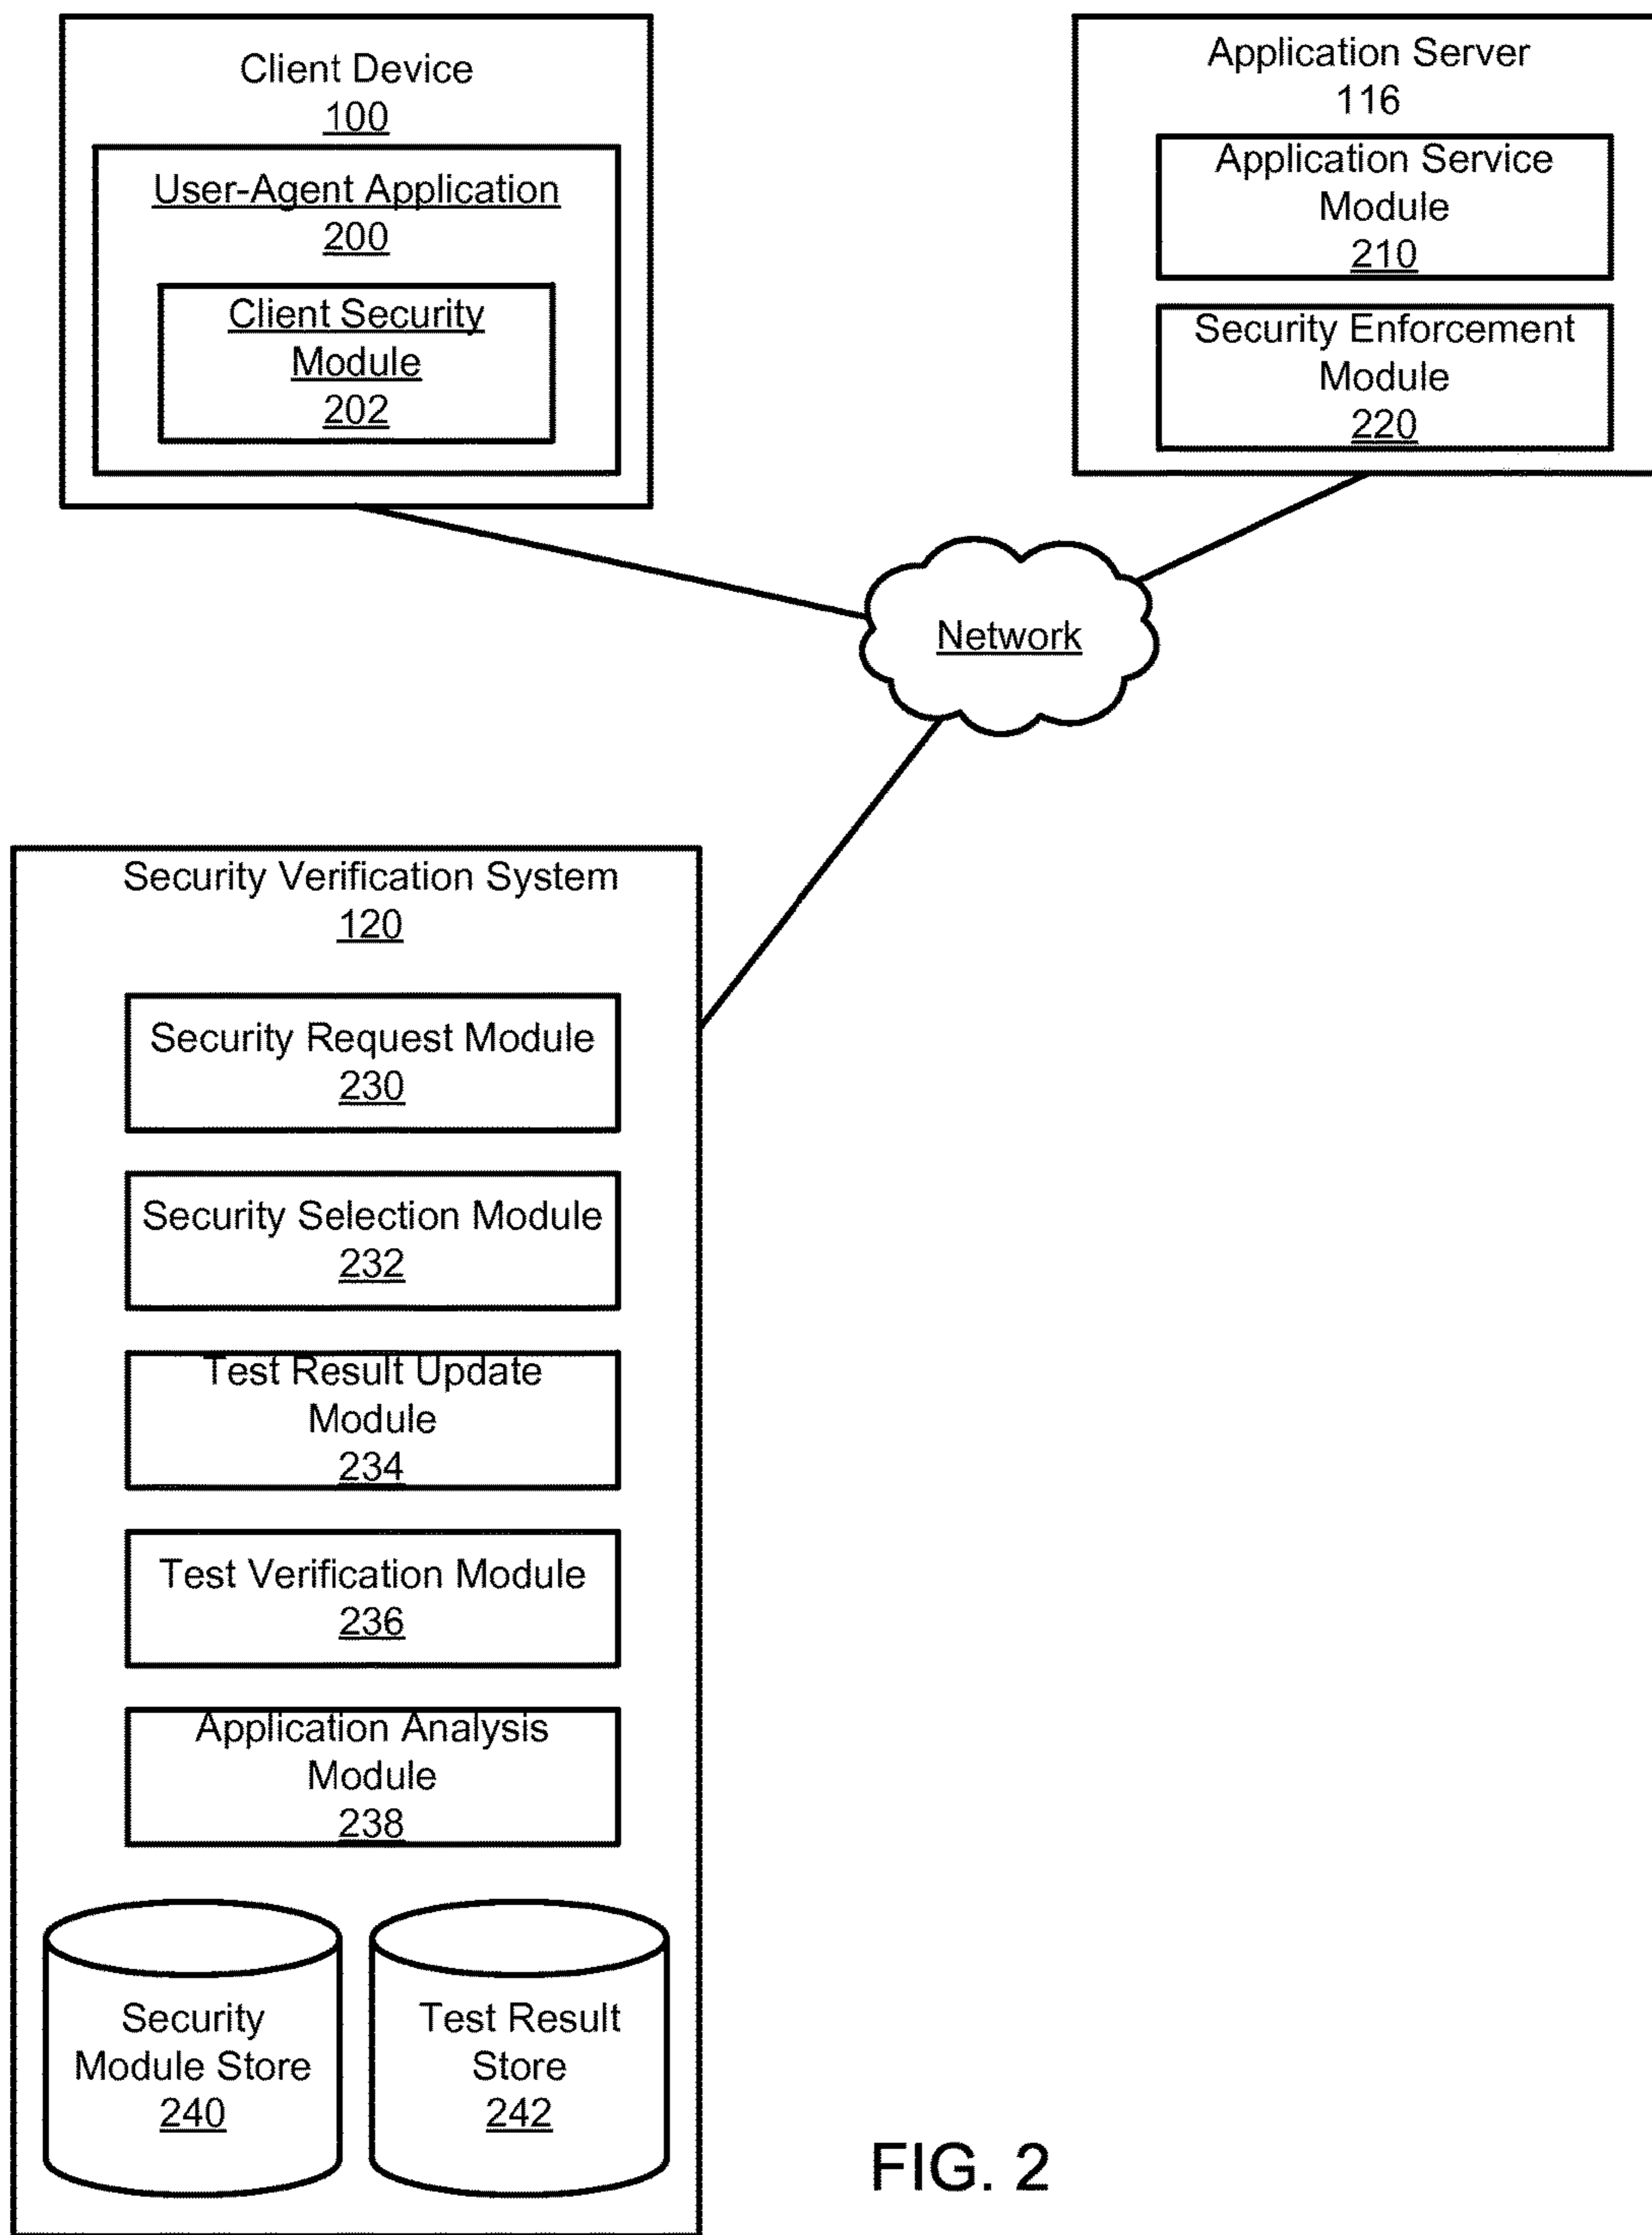 Client Device
100
User-Agent Application
200
Client Security
Module
202
Application Server
116
Application Service
Module
210
Security Enforcement
Module
220
Network
Security Verification System
120
Security Request Module
230
Security Selection Module
232
Test Result Update
Module
234
Test Verification Module
236
Application Analysis
Module
238
Security
Module Store
240
Test Result
Store
242
FIG. 2